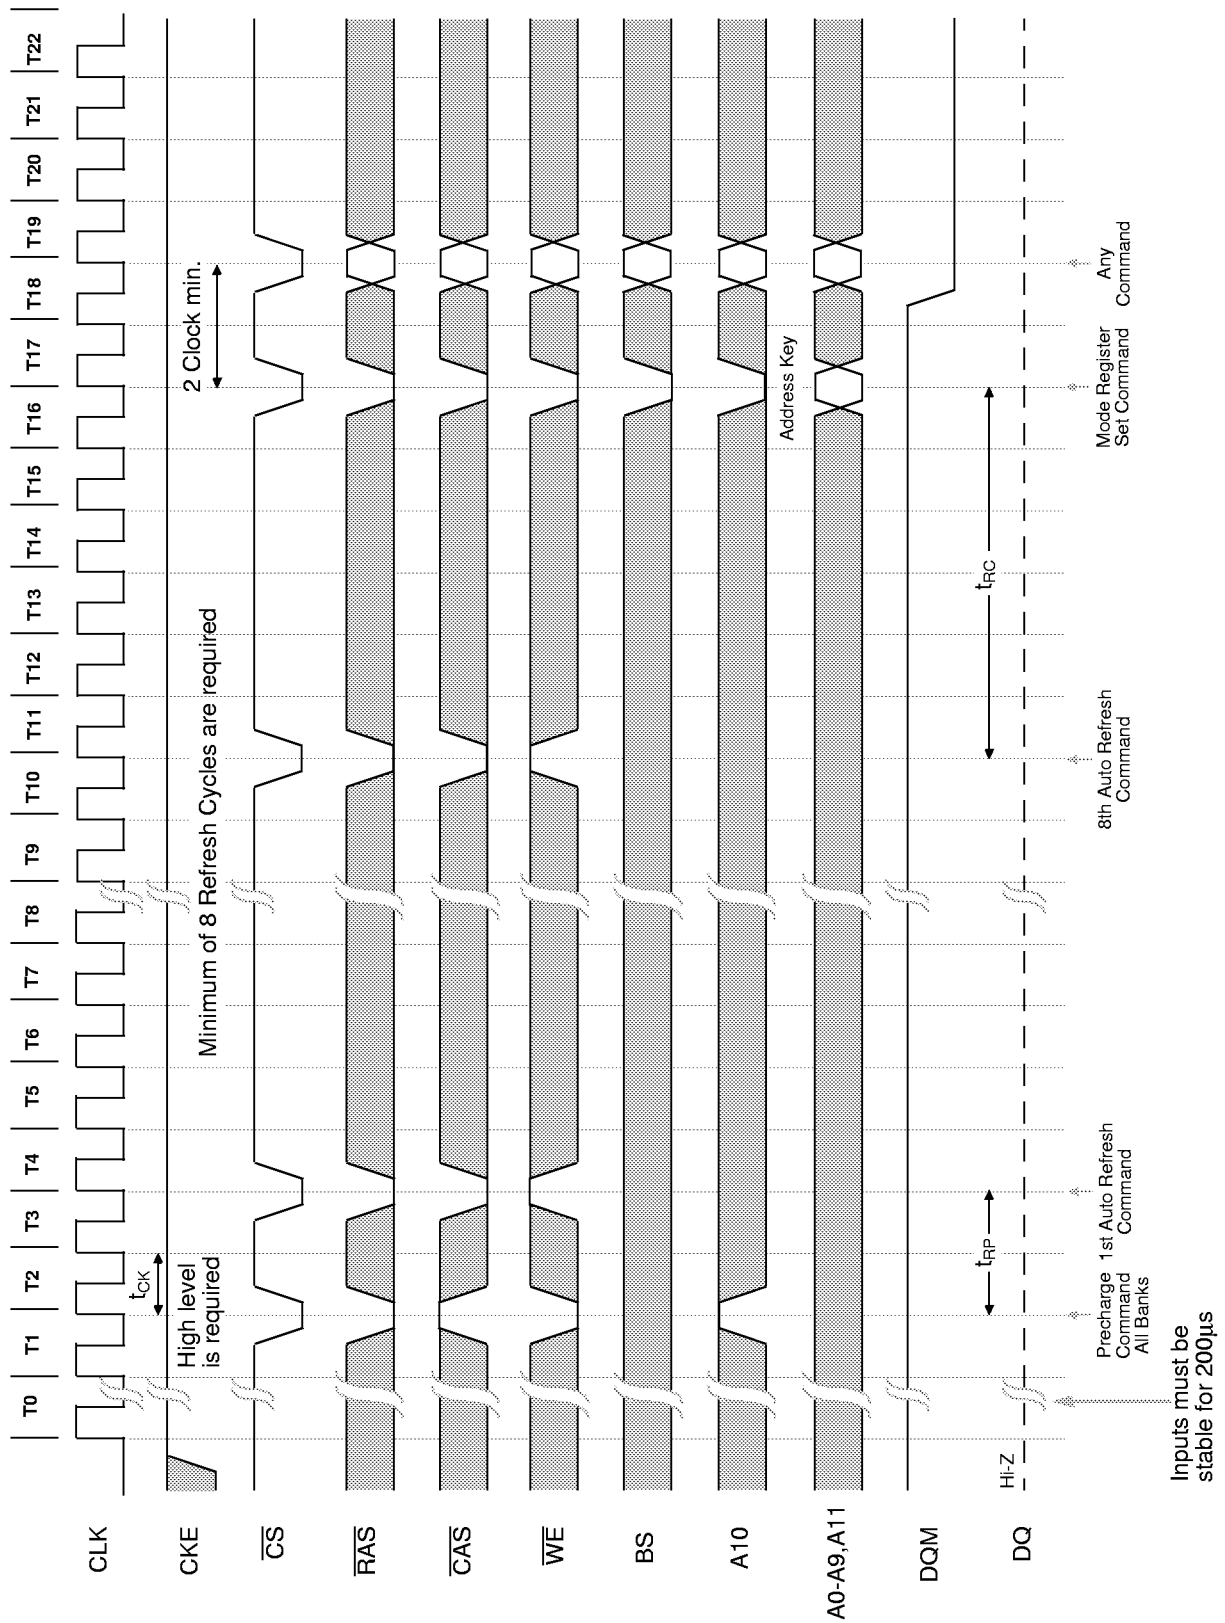 T0 T1 T2 T3 T4 T5 T6 T7 T8 T9 T10 T11 T12 T13 T14 T15 T16 T17 T18 T19 T20 T21 T22
CLK
tCK
CKE
High level
is required
Minimum of 8 Refresh Cycles are required
2 Clock min.
CS
RAS
CAS
WE
BS
A10
Address Key
A0-A9,A11
DQM
tRP
tRC
Hi-Z
DQ
Precharge
Command
All Banks
1st Auto Refresh
Command
8th Auto Refresh
Command
Mode Register
Set Command
Any
Command
Inputs must be
stable for 200µs